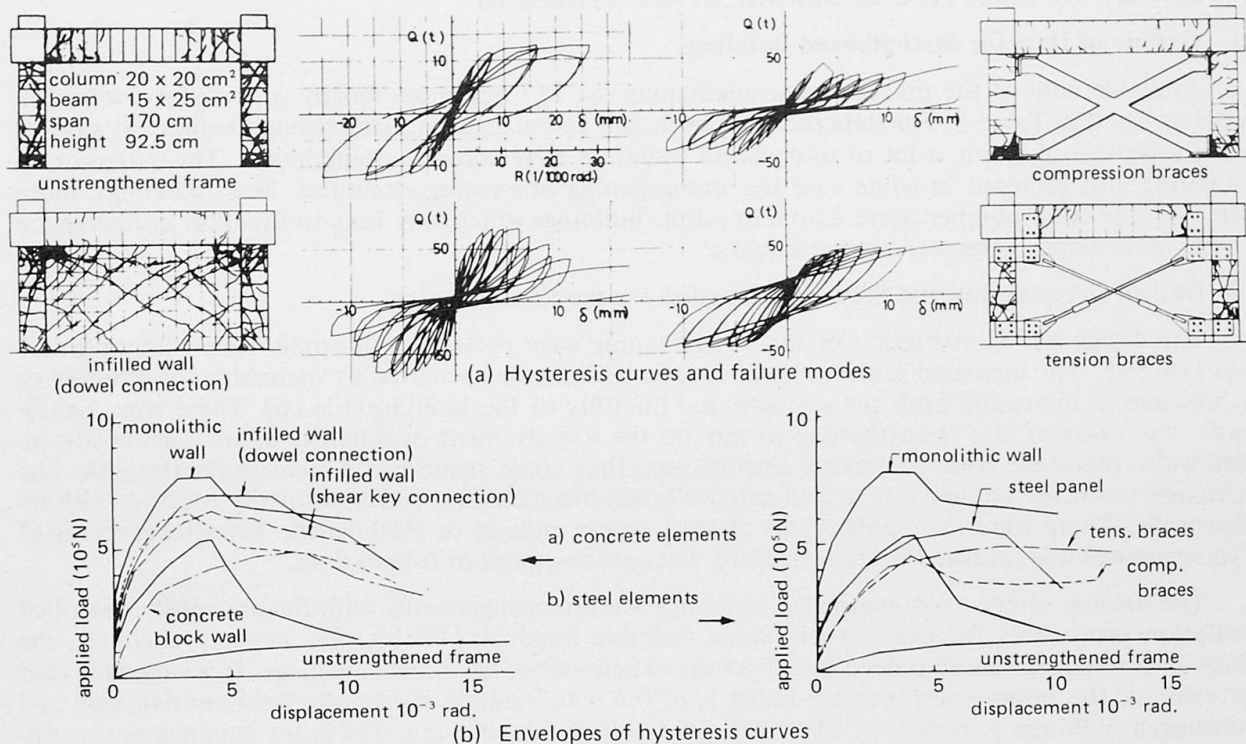 column 20 x 20 cm²
beam 15 x 25 cm²
span 170 cm
height 92.5 cm
unstrengthened frame
infilled wall
(dowel connection)
Q(t)
10
-20
-10
10
20
δ (mm)
0 10 20 30
R (1/1000 rad.)
Q(t)
50
-10
10
δ (mm)
-50
compression braces
Q(t)
50
-10
10
δ (mm)
50
Q(t)
50
-10
10
δ (mm)
-50
tension braces
(a) Hysteresis curves and failure modes
applied load (10⁵N)
10
5
0
5
10
15
monolithic
wall
infilled wall
(dowel connection)
infilled wall
(shear key connection)
concrete
block wall
unstrengthened frame
displacement 10⁻³ rad.
a) concrete elements
b) steel elements
applied load (10⁵N)
10
5
0
5
10
15
monolithic wall
steel panel
tens. braces
comp.
braces
unstrengthened frame
displacement 10⁻³ rad.
(b) Envelopes of hysteresis curves